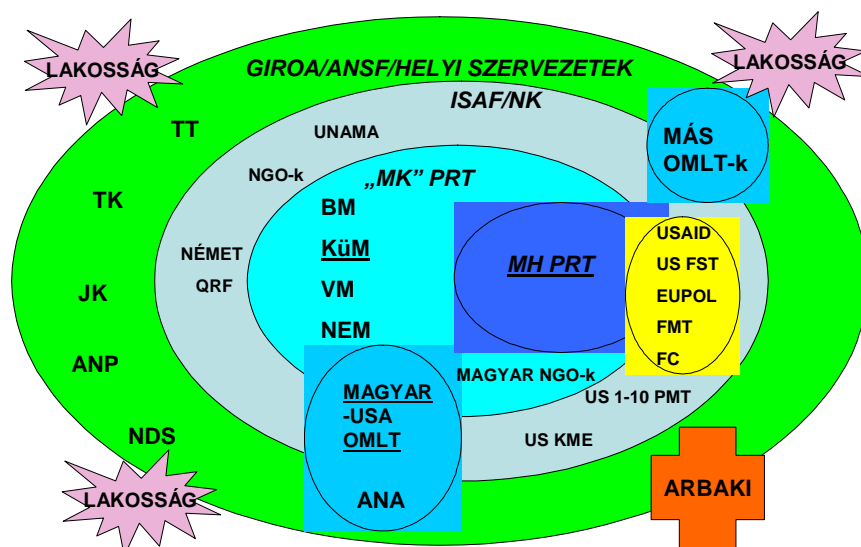 LAKOSSÁG
LAKOSSÁG
GIROA/ANSF/HELYI SZERVEZETEK
ISAF/NK
TT
UNAMA
MÁS
OMLT-k
NGO-k
„MK” PRT
TK
BM
USAID
NÉMET
KüM
MH PRT
US FST
QRF
JK
VM
EUPOL
NEM
FMT
ANP
FC
MAGYAR NGO-k
MAGYAR
-USA
OMLT
US 1-10 PMT
NDS
US KME
ANA
ARBAKI
LAKOSSÁG